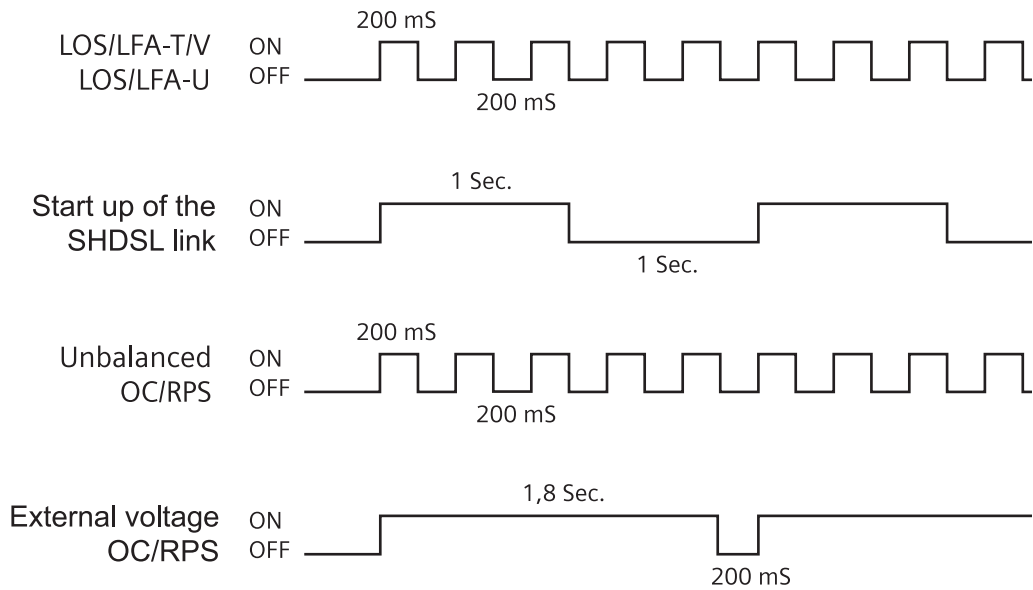 200 mS
LOS/LFA-T/V ON
LOS/LFA-U OFF
200 mS
1 Sec.
Start up of the ON
SHDSL link OFF
1 Sec.
200 mS
Unbalanced ON
OC/RPS OFF
200 mS
1,8 Sec.
External voltage ON
OC/RPS OFF
200 mS